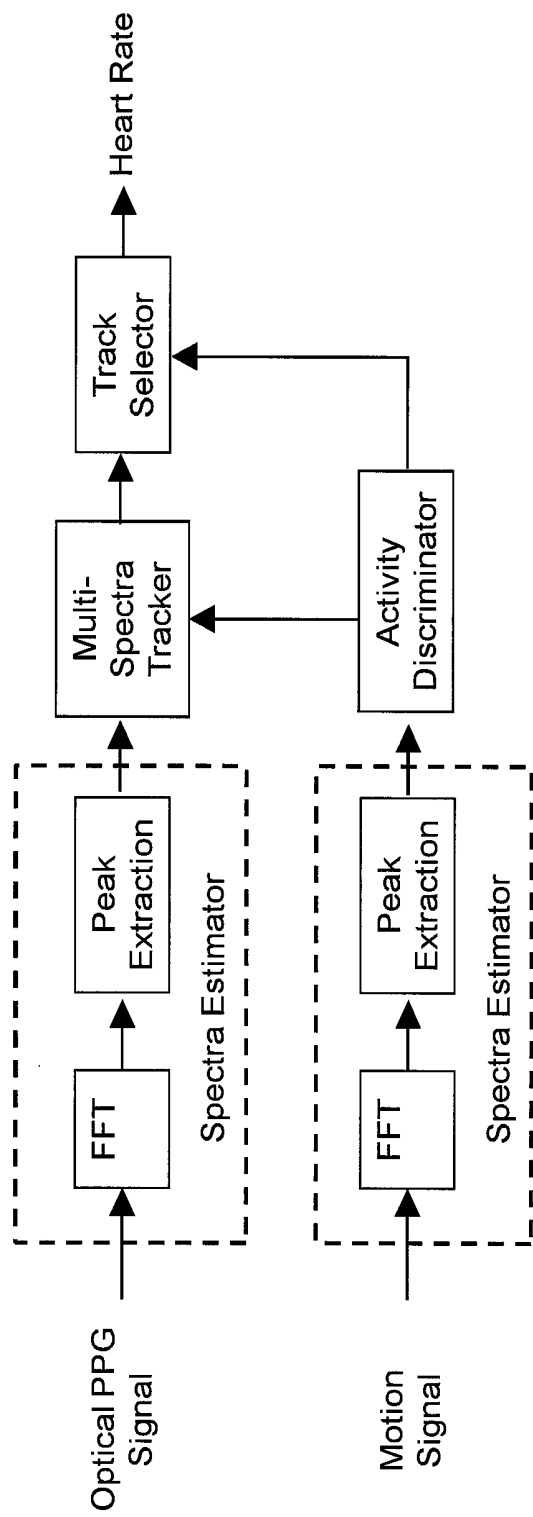 Optical PPG
Signal
FFT
Peak
Extraction
Spectra Estimator
Multi-
Spectra
Tracker
Track
Selector
Heart Rate
Motion
Signal
FFT
Peak
Extraction
Spectra Estimator
Activity
Discriminator